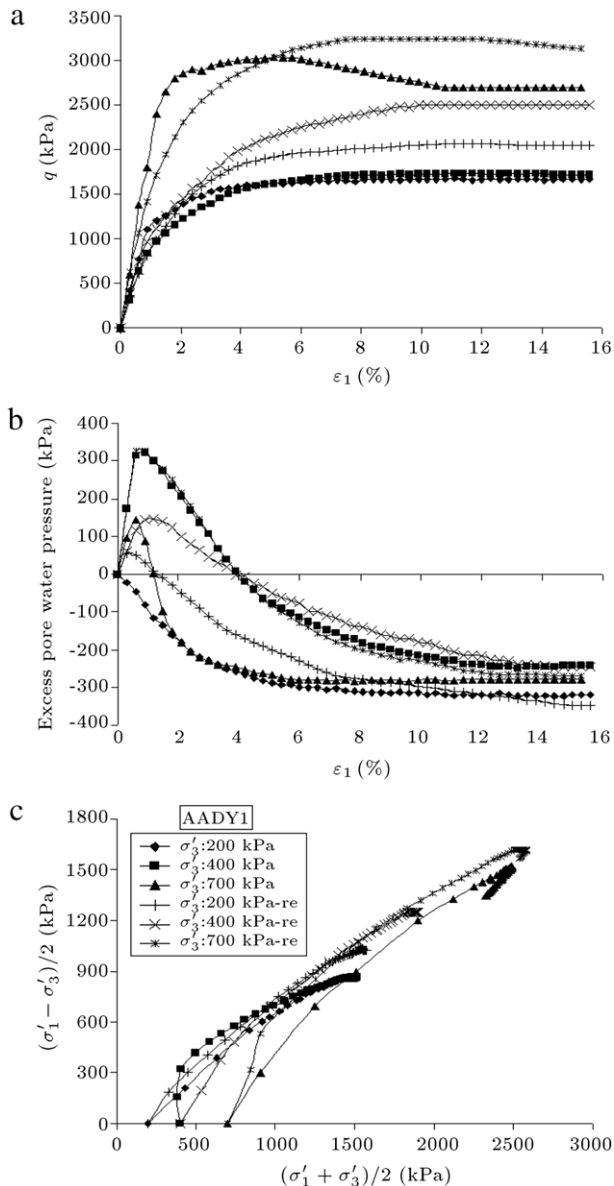 a
3500
3000
2500
2000
1500
1000
500
0
q (kPa)
0 2 4 6 8 10 12 14 16
ε₁ (%)
b
400
300
200
100
0
-100
-200
-300
-400
Excess pore water pressure (kPa)
0 2 4 6 8 10 12 14 16
ε₁ (%)
c
1800
1500
1200
900
600
300
0
(σ′₁ − σ′₃)/2 (kPa)
AADY1
σ′₃:200 kPa
σ′₃:400 kPa
σ′₃:700 kPa
σ′₃:200 kPa-re
σ′₃:400 kPa-re
σ′₃:700 kPa-re
0 500 1000 1500 2000 2500 3000
(σ′₁ + σ′₃)/2 (kPa)